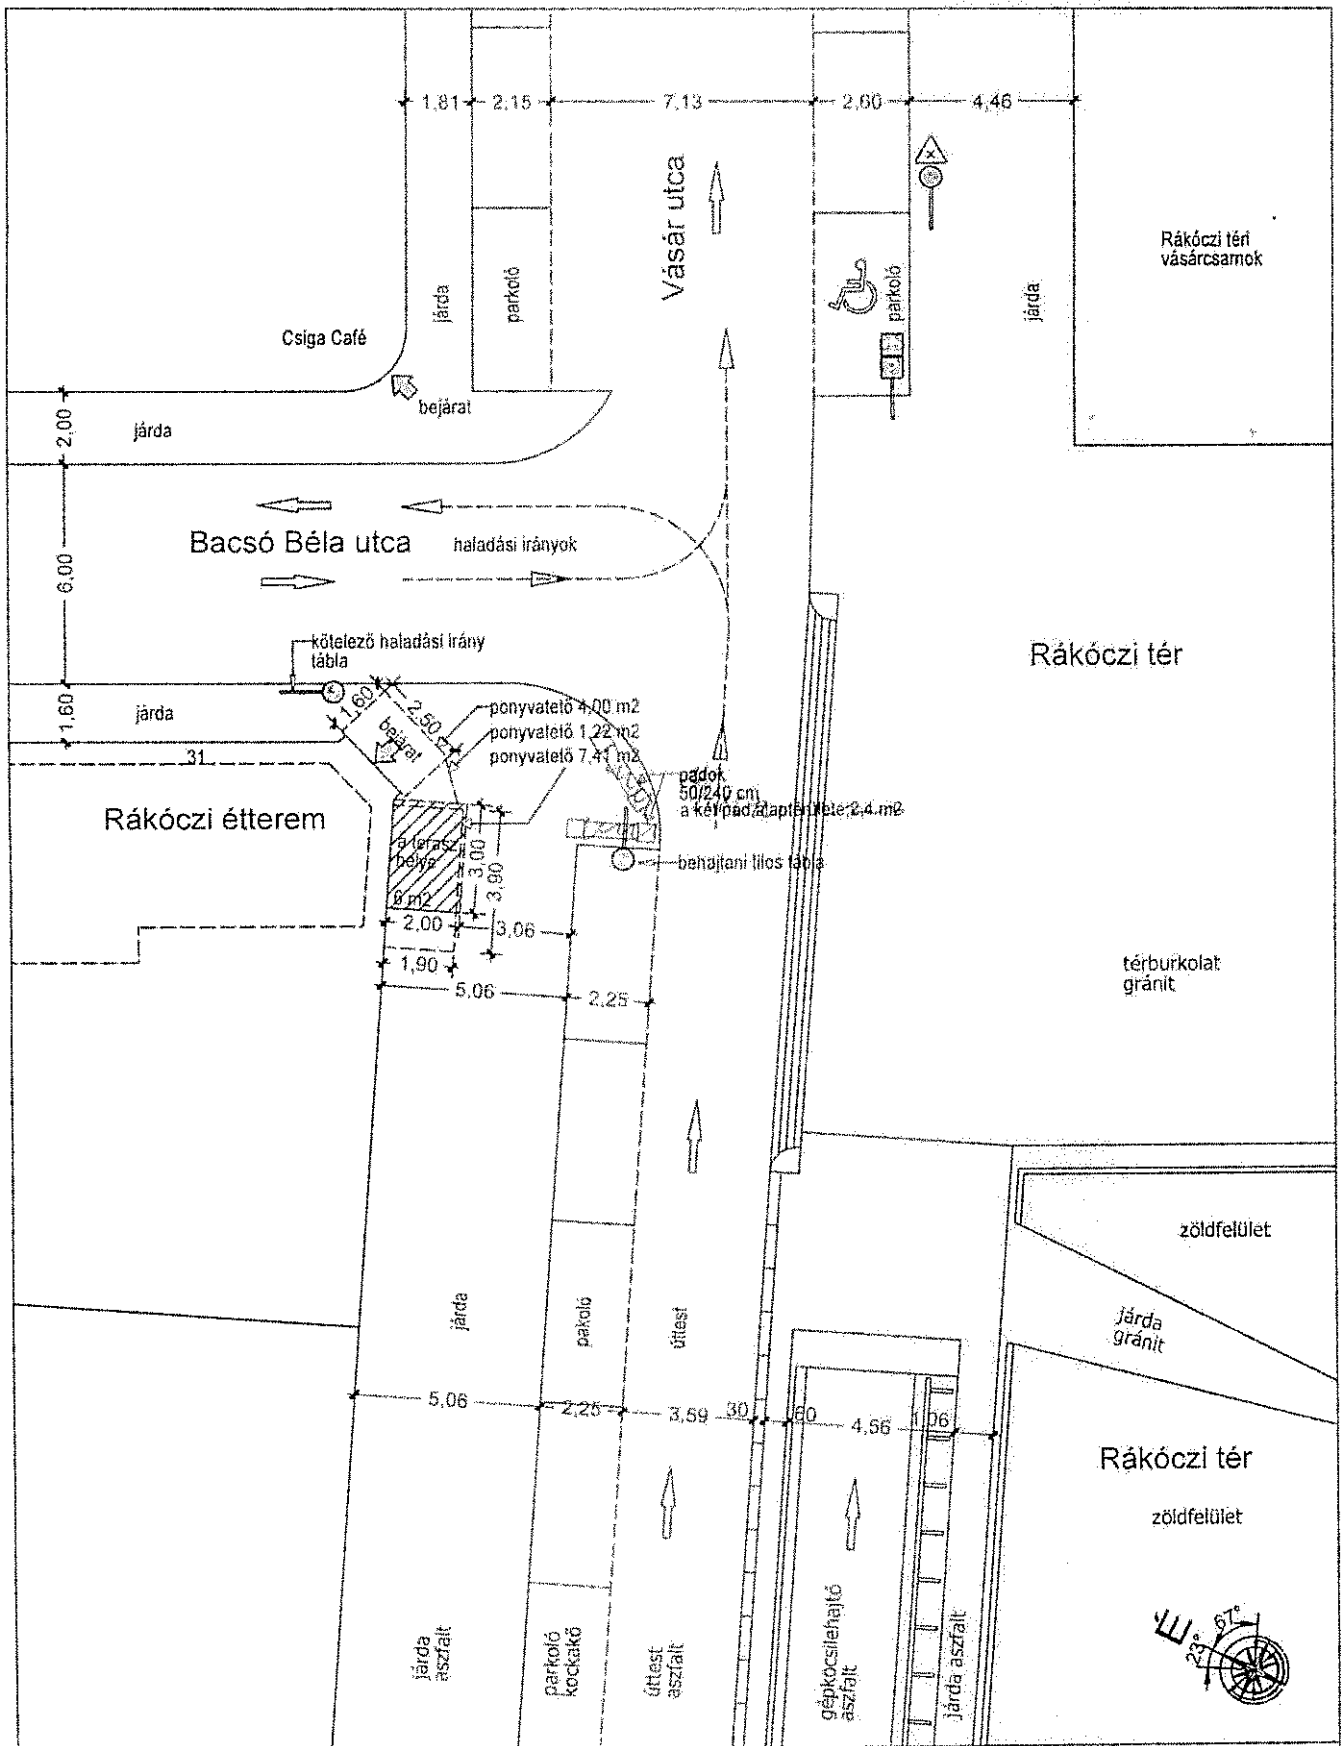 1,81
2,15
7,13
2,60
4,46
Vásár utca
járda
parkoló
parkoló
járda
Rákóczi téri
vásárcsarnok
Csiga Café
bejárat
2,00
járda
6,00
Bacsó Béla utca
haladási irányok
kötelező haladási irány
tábla
1,60
járda
1,60
2,50
bejárat
ponyvatető 4,00 m2
ponyvatető 1,22 m2
ponyvatető 7,41 m2
31
Rákóczi étterem
a terasz
helye
6 m2
3,00
3,90
padok
50/240 cm
a két pad alapterülete 2,4 m2
behajtani tilos tábla
2,00
3,06
1,90
5,06
2,25
Rákóczi tér
térburkolat
gránit
zöldfelület
járda
gránit
járda
pakoló
úttest
5,06
2,25
3,59
30
60
4,56
1,06
Rákóczi tér
zöldfelület
járda
aszfalt
parkoló
kockakő
úttest
aszfalt
gépkocsilehajtó
aszfalt
járda aszfalt
É
23°
67°